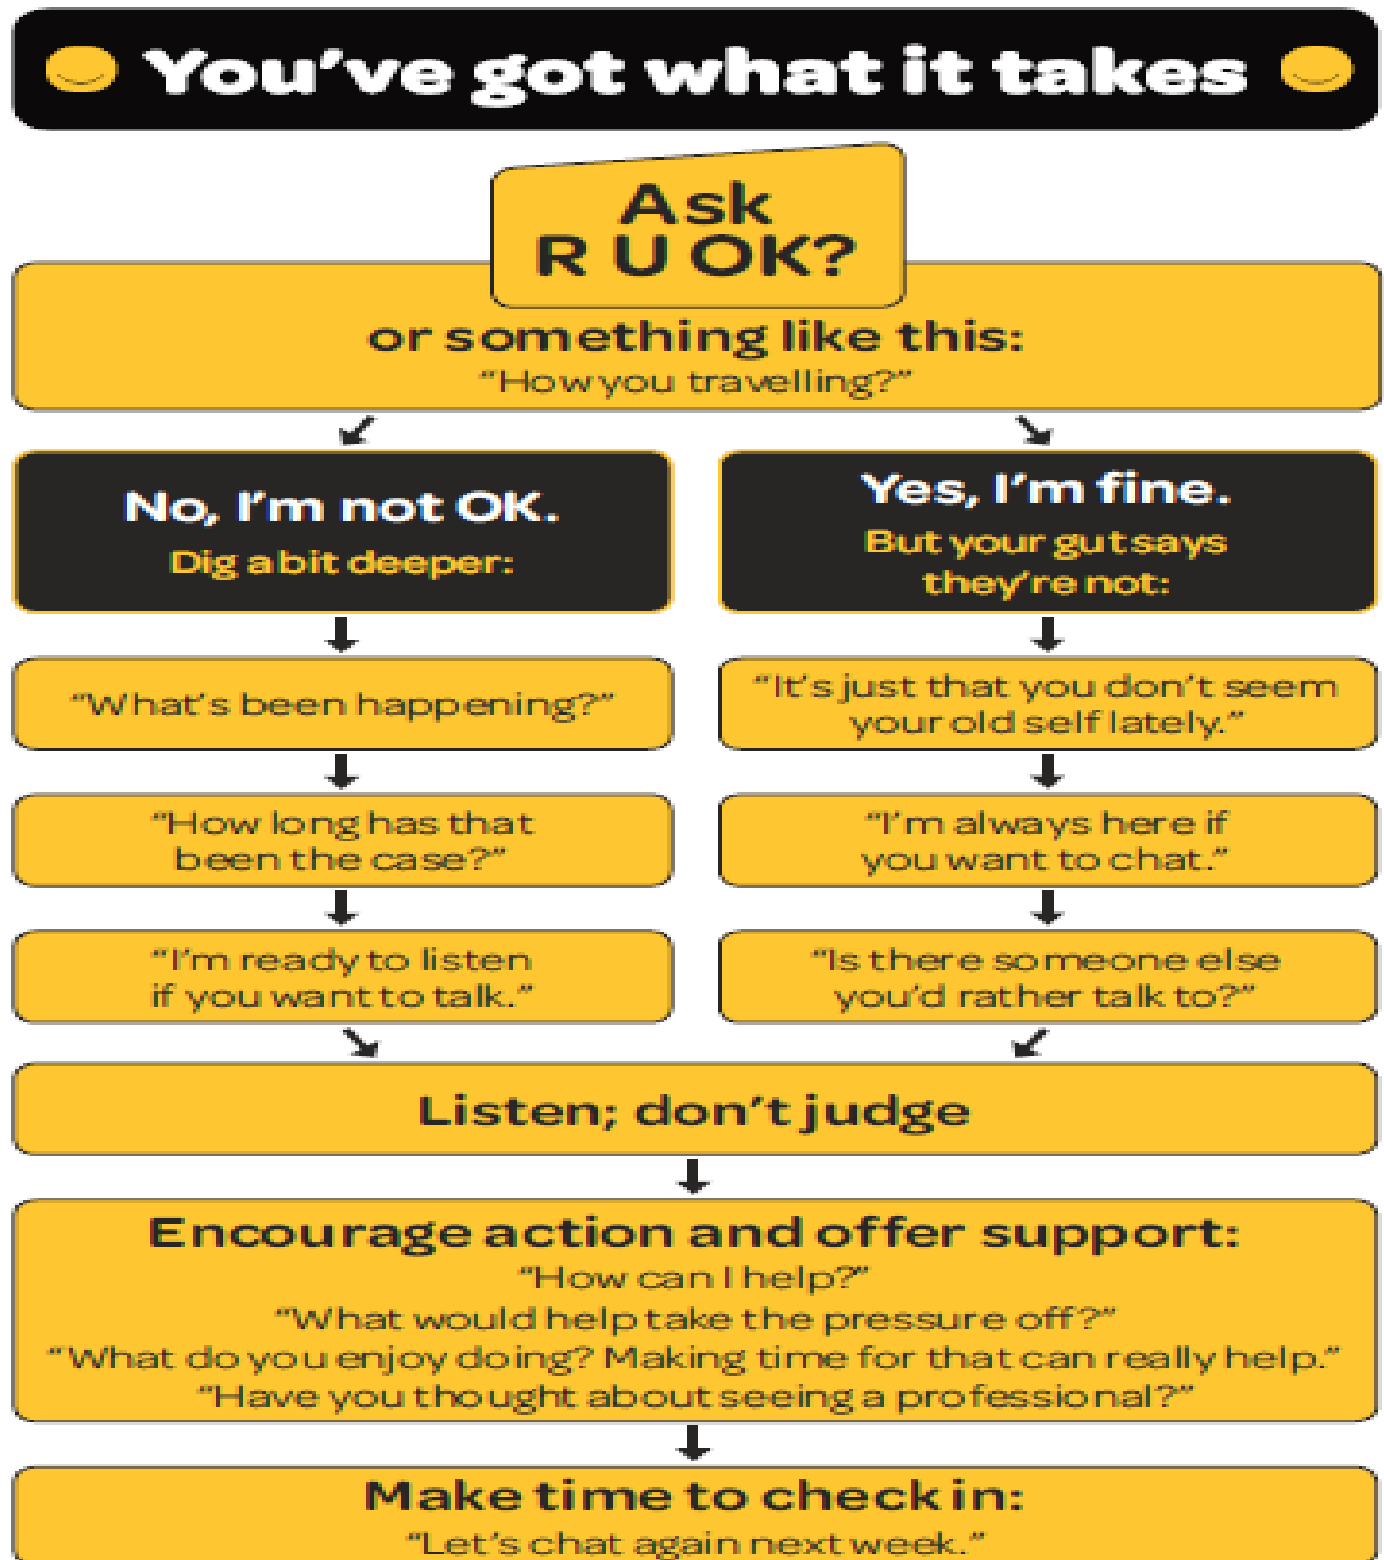 You've got what it takes
Ask
R U OK?
or something like this:
“How you travelling?”
No, I'm not OK.
Dig a bit deeper:
“What's been happening?”
“How long has that
been the case?”
“I'm ready to listen
if you want to talk.”
Yes, I'm fine.
But your gut says
they're not:
“It's just that you don't seem
your old self lately.”
“I'm always here if
you want to chat.”
“Is there someone else
you'd rather talk to?”
Listen; don't judge
Encourage action and offer support:
“How can I help?”
“What would help take the pressure off?”
“What do you enjoy doing? Making time for that can really help.”
“Have you thought about seeing a professional?”
Make time to check in:
“Let's chat again next week.”